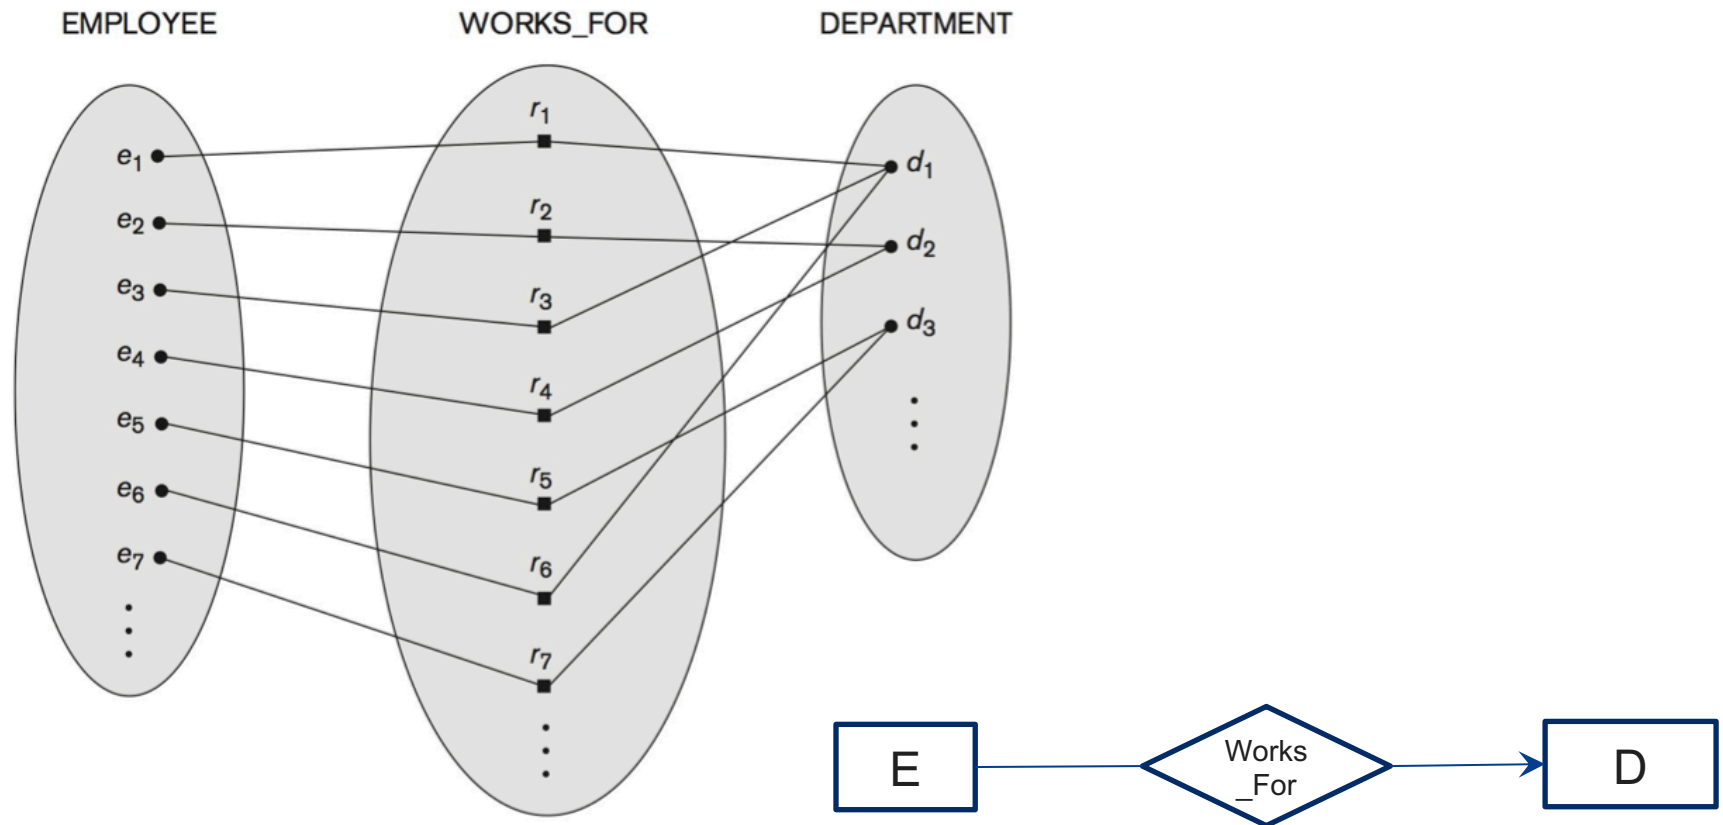 EMPLOYEE
WORKS_FOR
DEPARTMENT
e1
e2
e3
e4
e5
e6
e7
r1
r2
r3
r4
r5
r6
r7
d1
d2
d3
E
Works
_For
D